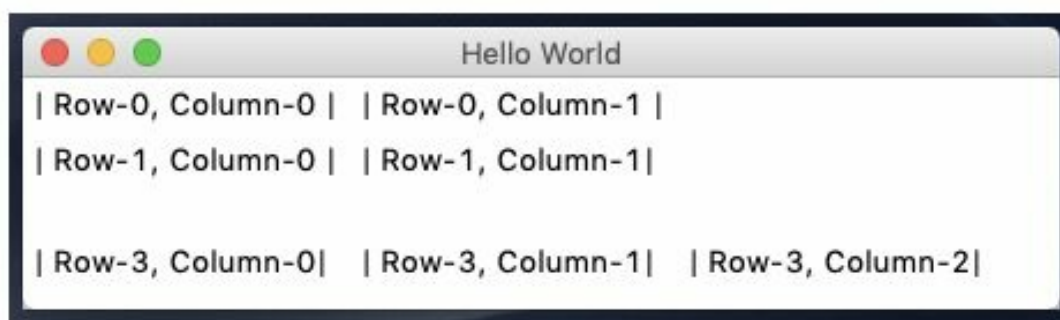 Hello World
| Row-0, Column-0 | | Row-0, Column-1 |
| Row-1, Column-0 | | Row-1, Column-1|
| Row-3, Column-0| | Row-3, Column-1| | Row-3, Column-2|